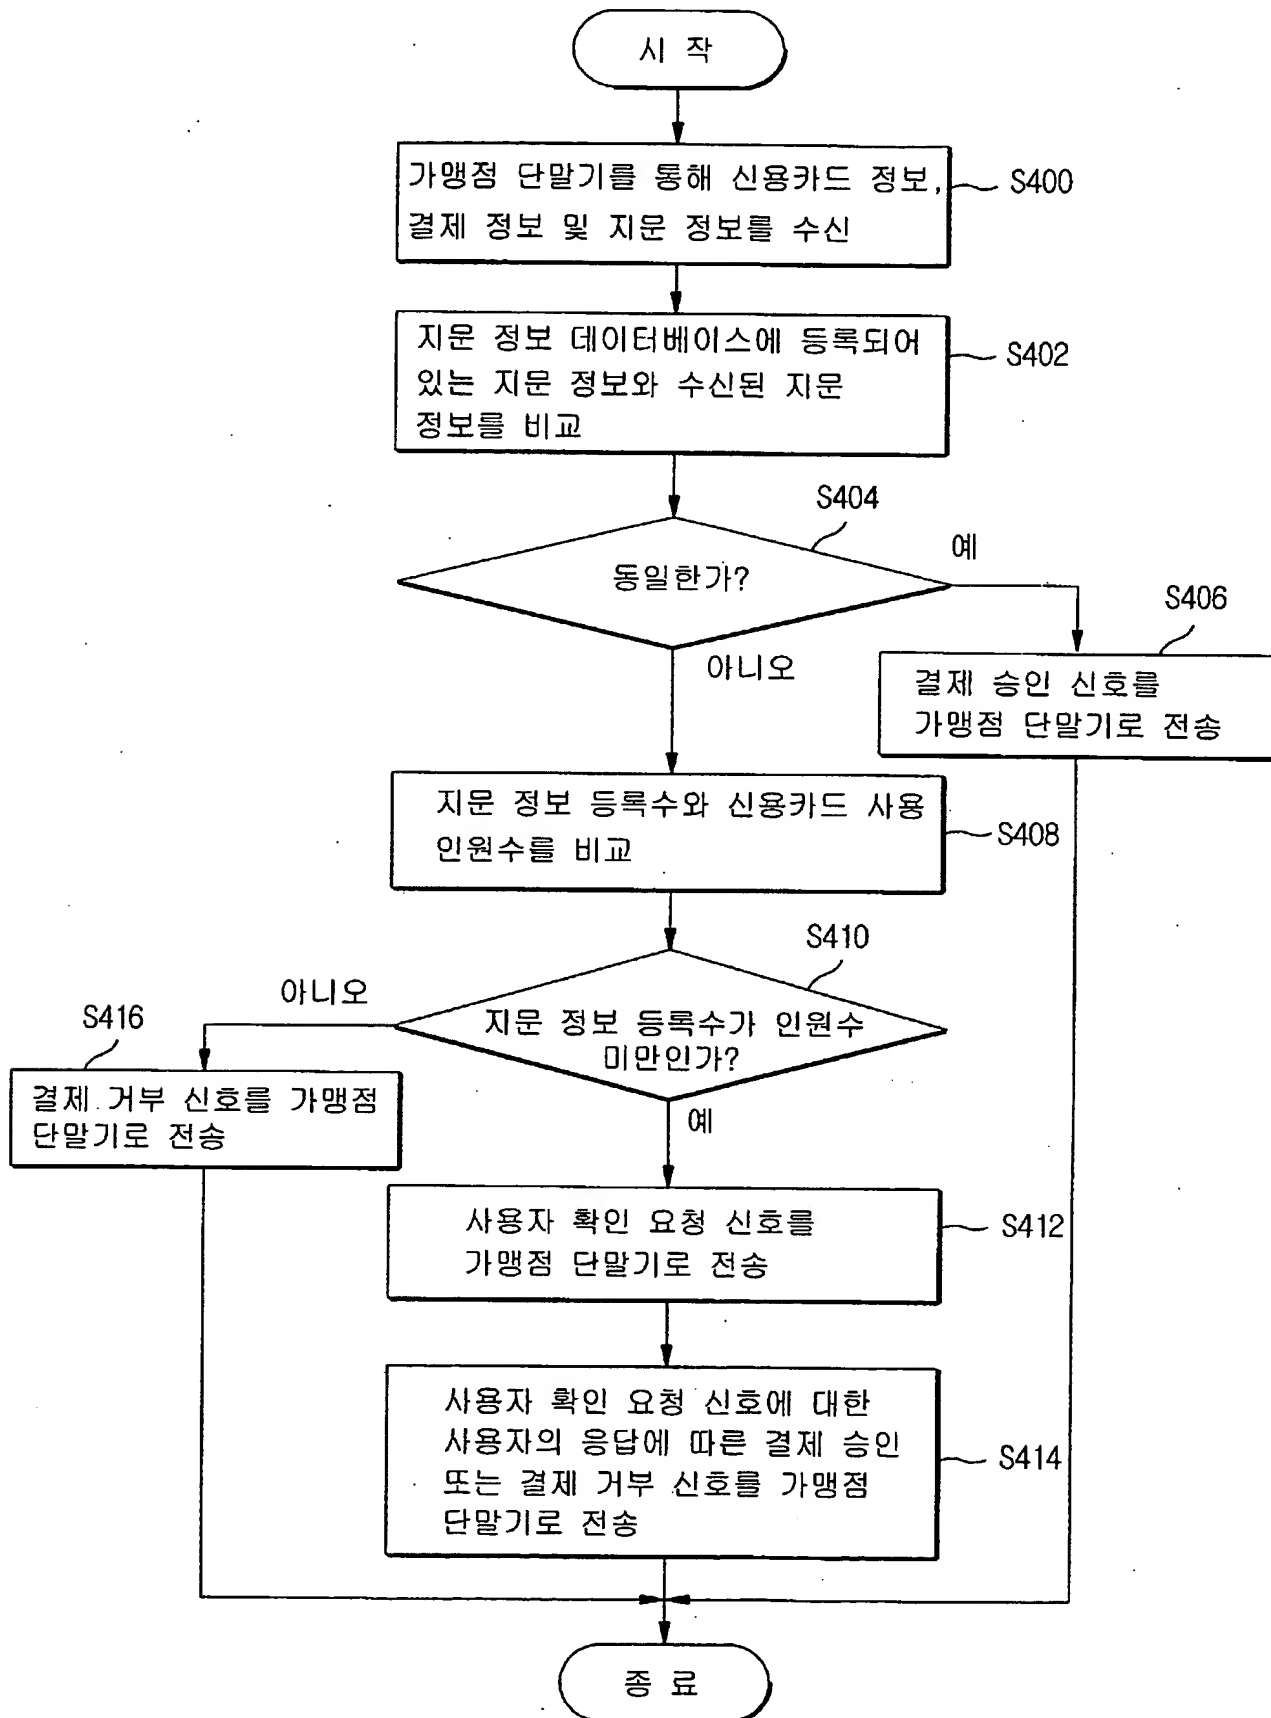 시 작
가맹점 단말기를 통해 신용카드 정보,
결제 정보 및 지문 정보를 수신
S400
지문 정보 데이터베이스에 등록되어
있는 지문 정보와 수신된 지문
정보를 비교
S402
S404
동일한가?
예
아니오
S406
결제 승인 신호를
가맹점 단말기로 전송
지문 정보 등록수와 신용카드 사용
인원수를 비교
S408
S410
지문 정보 등록수가 인원수
미만인가?
아니오
예
S416
결제 거부 신호를 가맹점
단말기로 전송
사용자 확인 요청 신호를
가맹점 단말기로 전송
S412
사용자 확인 요청 신호에 대한
사용자의 응답에 따른 결제 승인
또는 결제 거부 신호를 가맹점
단말기로 전송
S414
종 료